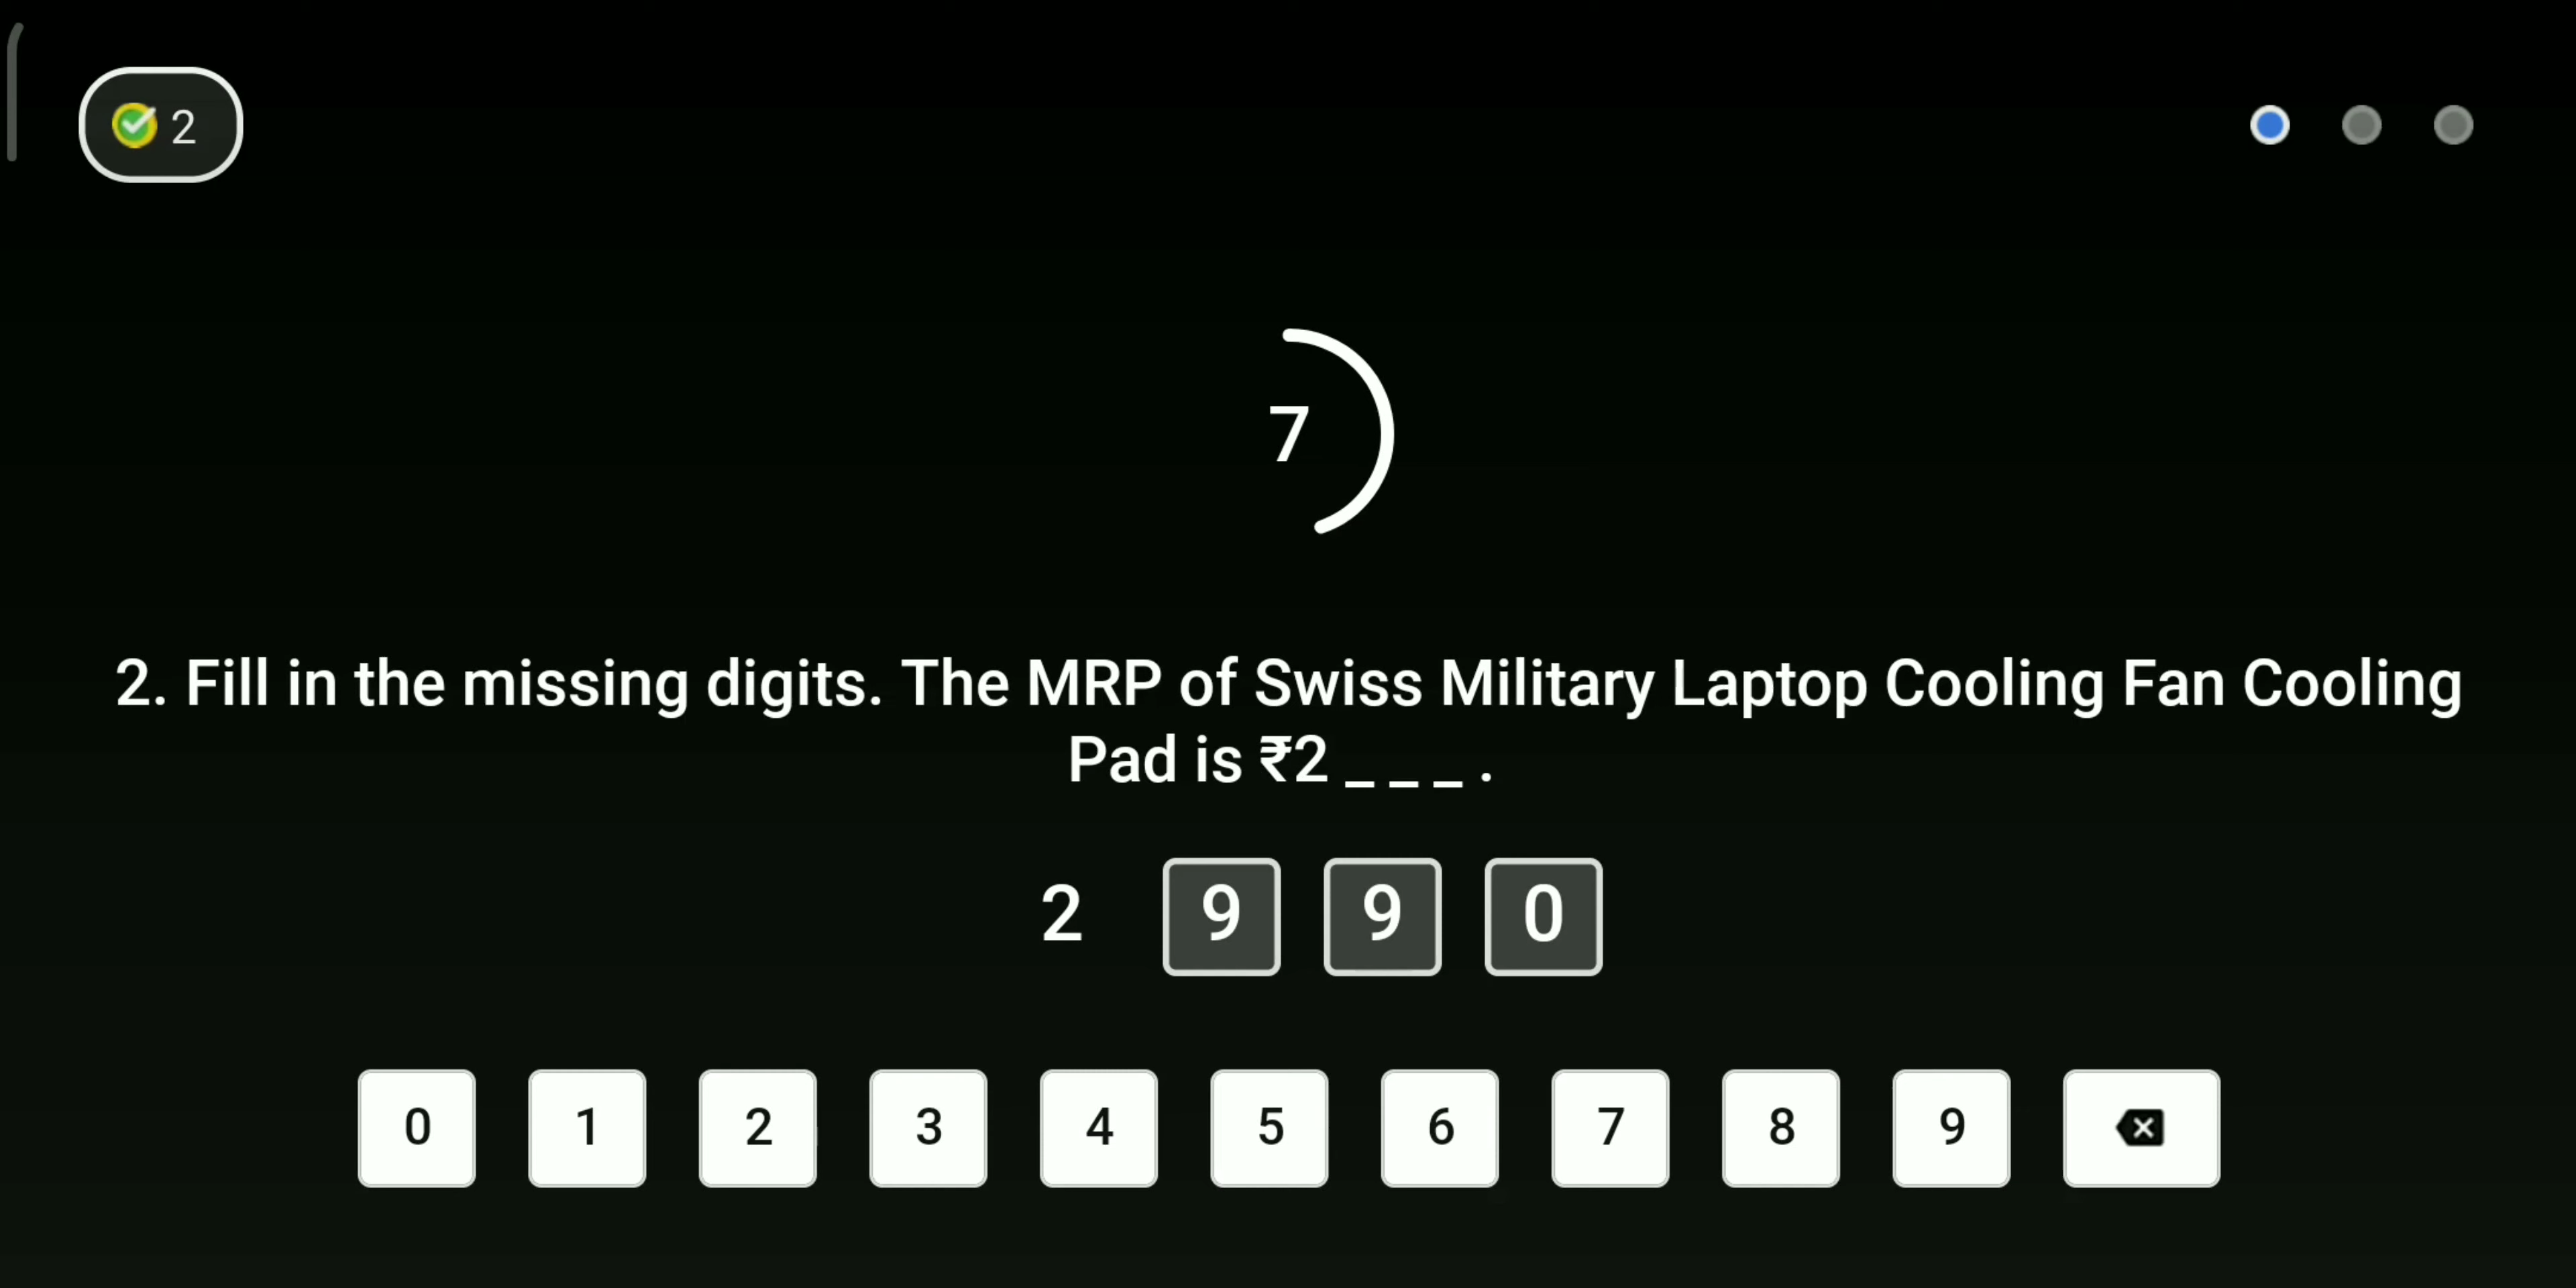 2
7
2. Fill in the missing digits. The MRP of Swiss Military Laptop Cooling Fan Cooling
Pad is ₹2 _ _ _ .
2 9 9 0
0 1 2 3 4 5 6 7 8 9